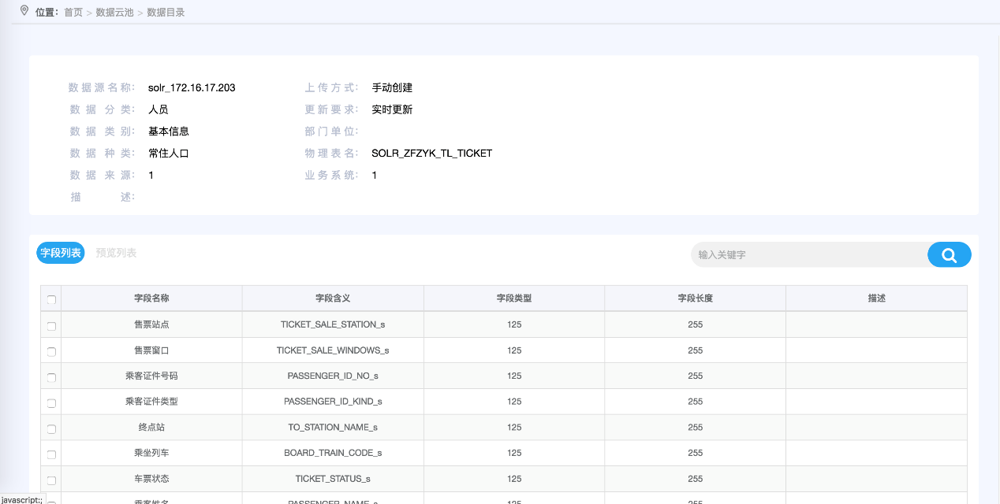 位置： 首页 > 数据云池 > 数据目录
数据源名称： solr_172.16.17.203 上传方式： 手动创建
数据分类： 人员 更新要求： 实时更新
数据类别： 基本信息 部门单位：
数据种类： 常住人口 物理表名： SOLR_ZFZYK_TL_TICKET
数据来源： 1 业务系统： 1
描述：
字段列表 预览列表 输入关键字
字段名称 字段含义 字段类型 字段长度 描述
售票站点 TICKET_SALE_STATION_s 125 255
售票窗口 TICKET_SALE_WINDOWS_s 125 255
乘客证件号码 PASSENGER_ID_NO_s 125 255
乘客证件类型 PASSENGER_ID_KIND_s 125 255
终点站 TO_STATION_NAME_s 125 255
乘坐列车 BOARD_TRAIN_CODE_s 125 255
车票状态 TICKET_STATUS_s 125 255
乘客姓名 PASSENGER_NAME_s 125 255
javascript:;